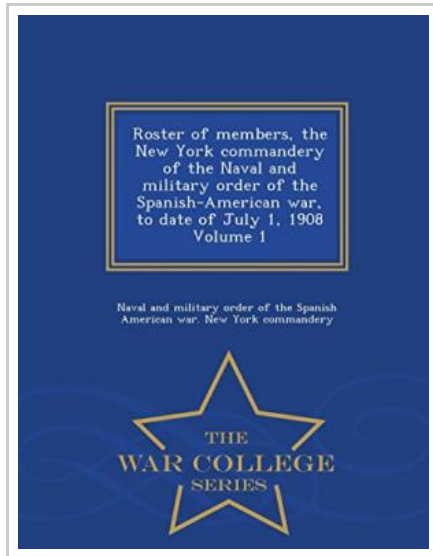 Roster of members, the
New York commandery
of the Naval and
military order of the
Spanish-American war,
to date of July 1, 1908
Volume 1
Naval and military order of the Spanish
American war. New York commandery
THE
WAR COLLEGE
SERIES